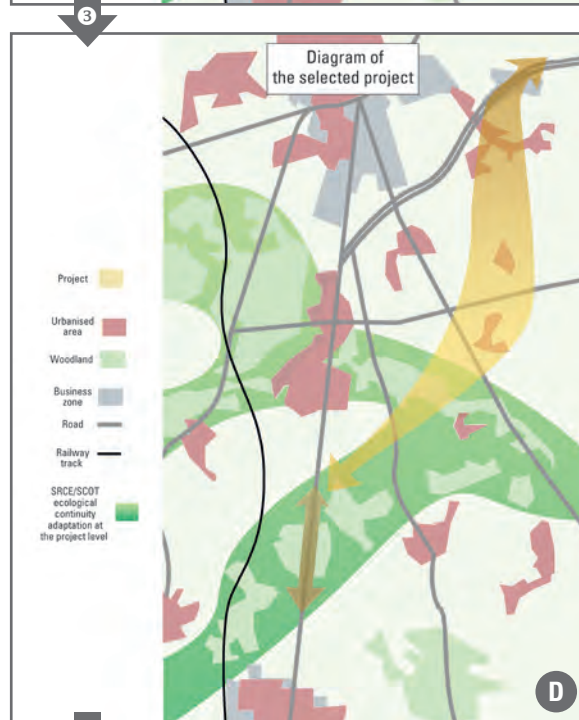 3
Diagram of
the selected project
Project
Urbanised
area
Woodland
Business
zone
Road
Railway
track
SRCE/SCOT
ecological
continuity
adaptation at
the project level
D